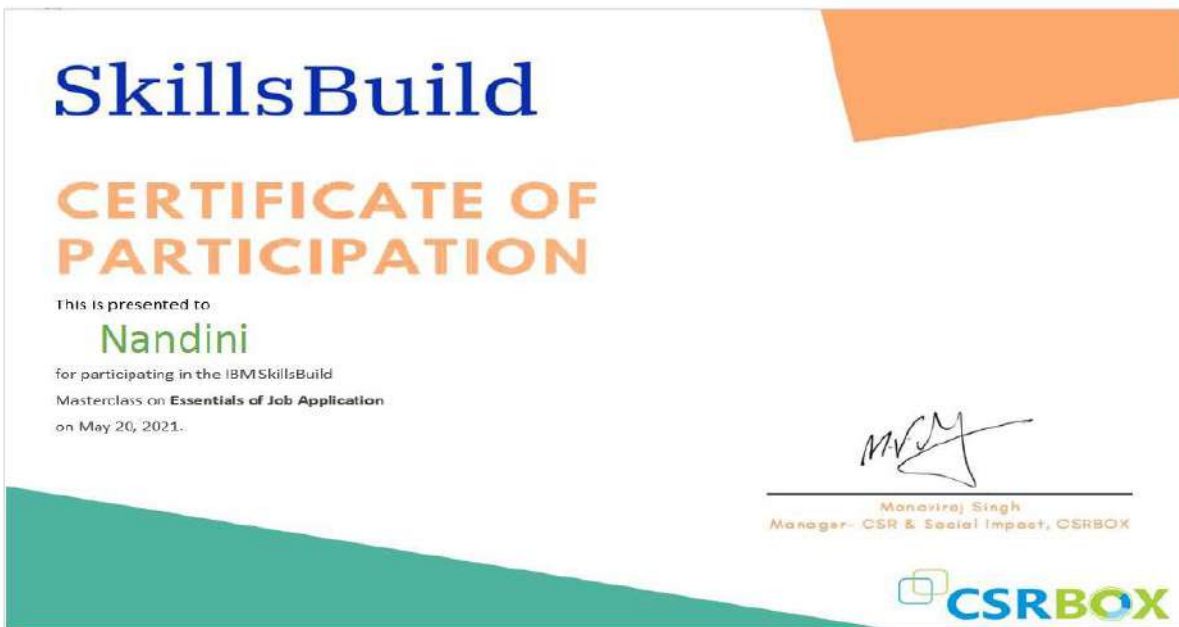 SkillsBuild
CERTIFICATE OF
PARTICIPATION
This is presented to
Nandini
for participating in the IBM SkillsBuild
Masterclass on Essentials of Job Application
on May 20, 2021.
Manaviraj Singh
Manager- CSR & Social Impact, CSRBOX
CSRBOX